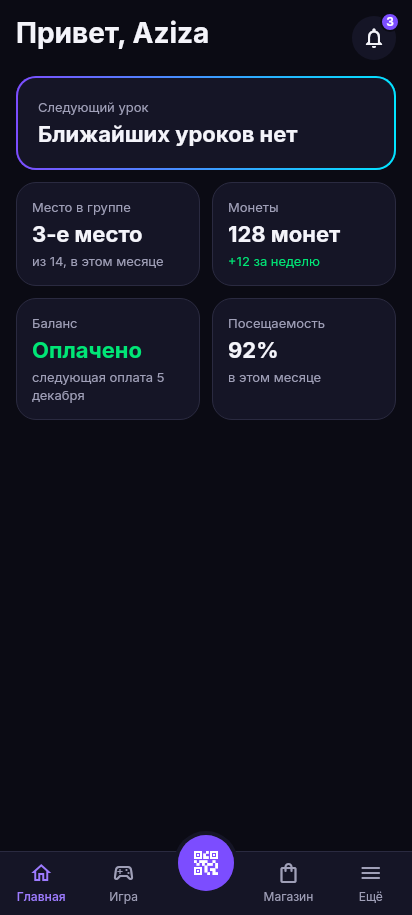 Привет, Aziza
3
Следующий урок
Ближайших уроков нет
Место в группе
3-е место
из 14, в этом месяце
Монеты
128 монет
+12 за неделю
Баланс
Оплачено
следующая оплата 5
декабря
Посещаемость
92%
в этом месяце
Главная
Игра
Магазин
Ещё